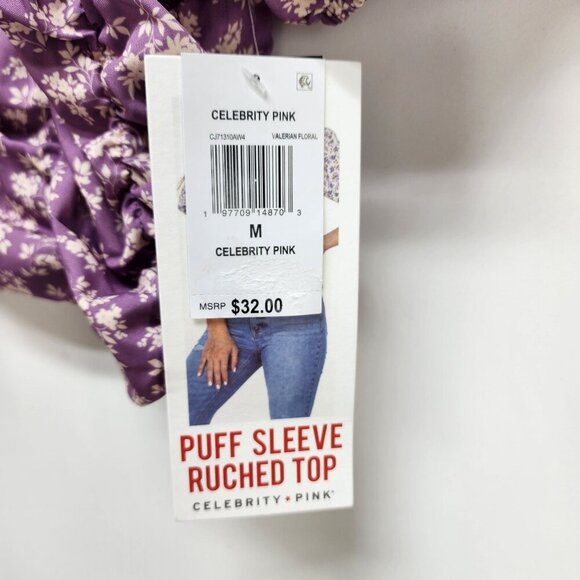 CELEBRITY PINK
CJ71310AW4 VALERIAN FLORAL
1 97709 14870 3
M
CELEBRITY PINK
MSRP $32.00
PUFF SLEEVE
RUCHED TOP
CELEBRITY ★ PINK